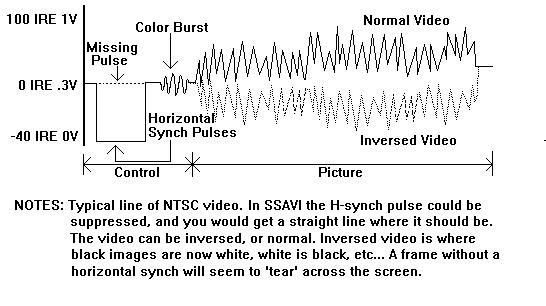 100 IRE 1V
Color Burst
Normal Video
Missing
Pulse
0 IRE .3V
Horizontal
Synch Pulses
-40 IRE 0V
Inversed Video
Control
Picture
NOTES: Typical line of NTSC video. In SSAVI the H-synch pulse could be
suppressed, and you would get a straight line where it should be.
The video can be inversed, or normal. Inversed video is where
black images are now white, white is black, etc... A frame without a
horizontal synch will seem to 'tear' across the screen.